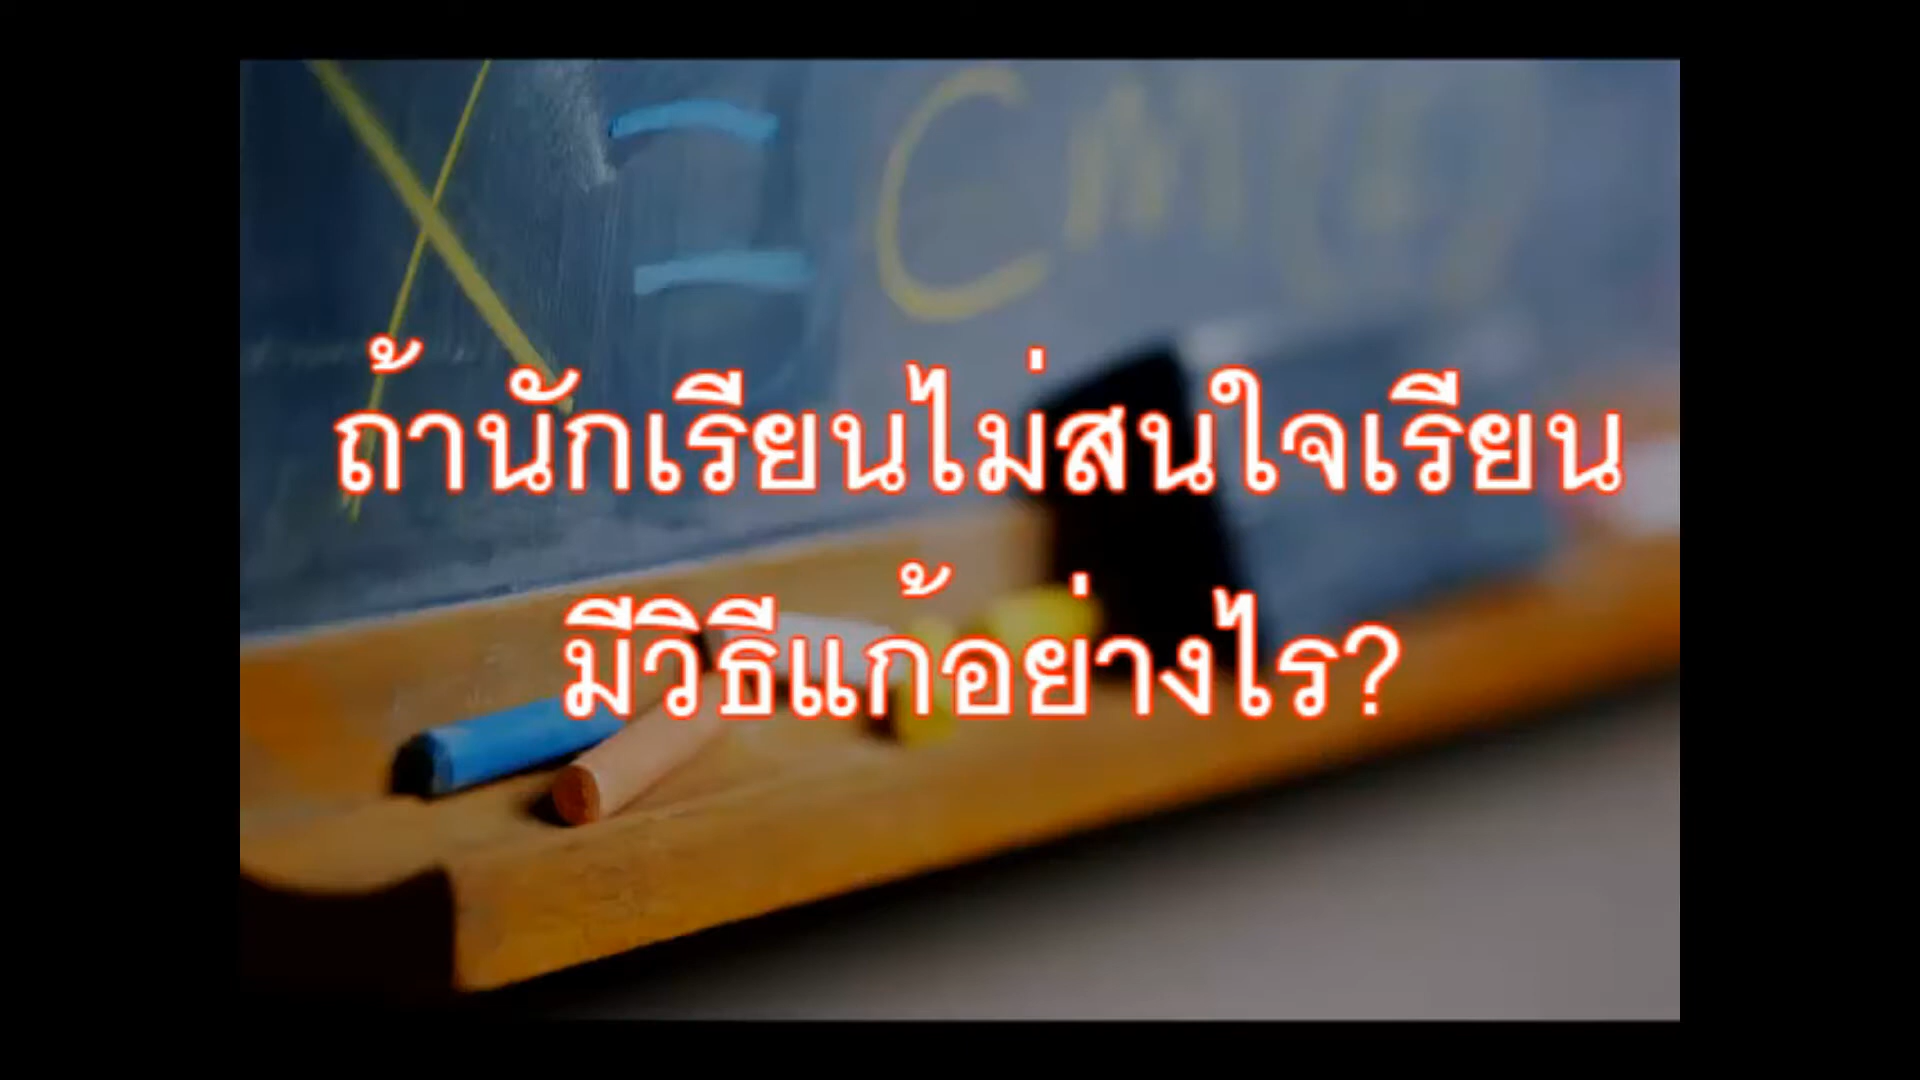 X = CMU
ถ้านักเรียนไม่สนใจเรียน
มีวิธีแก้อย่างไร?